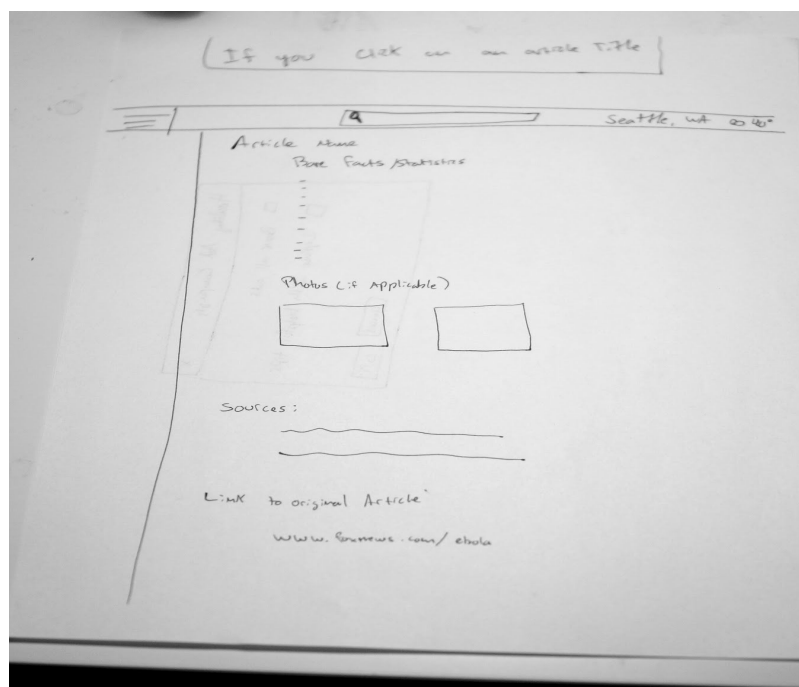 If you click on an article Title
Seattle, WA 40°
Article Name
Bare Facts/Statistics
Photos (if Applicable)
Sources:
Link to original Article
www.foxnews.com/ebola